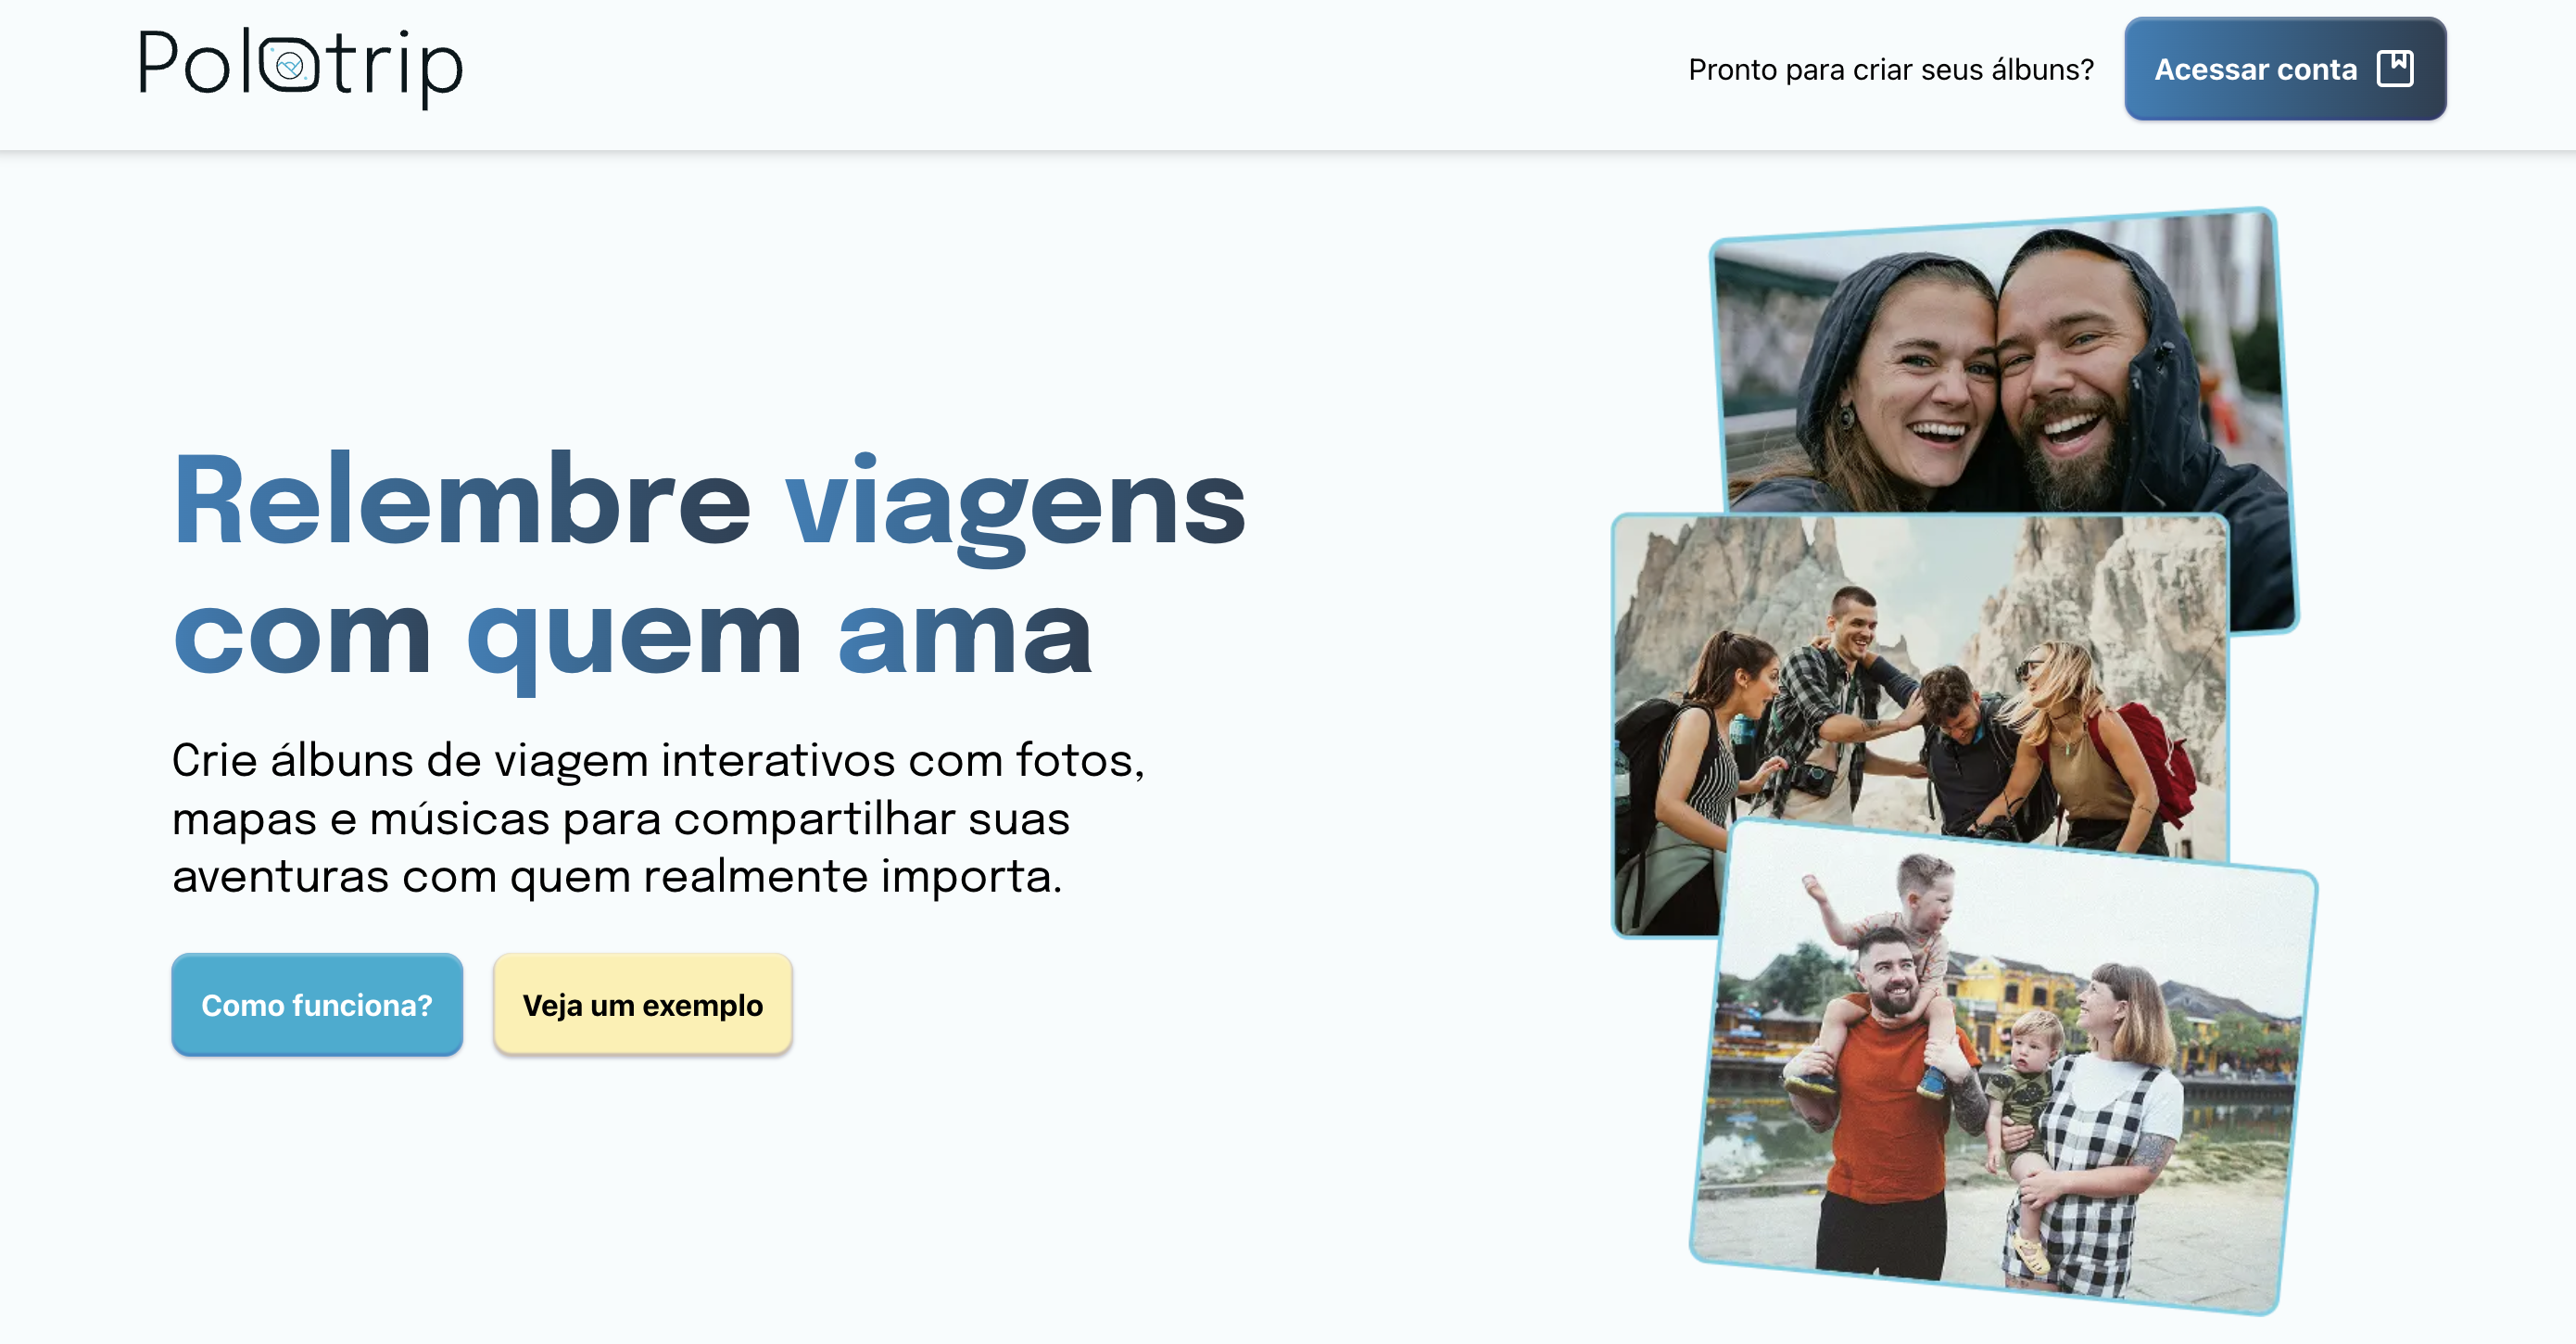 Polotrip
Pronto para criar seus álbuns?
Acessar conta
Relembre viagens
com quem ama
Crie álbuns de viagem interativos com fotos,
mapas e músicas para compartilhar suas
aventuras com quem realmente importa.
Como funciona?
Veja um exemplo